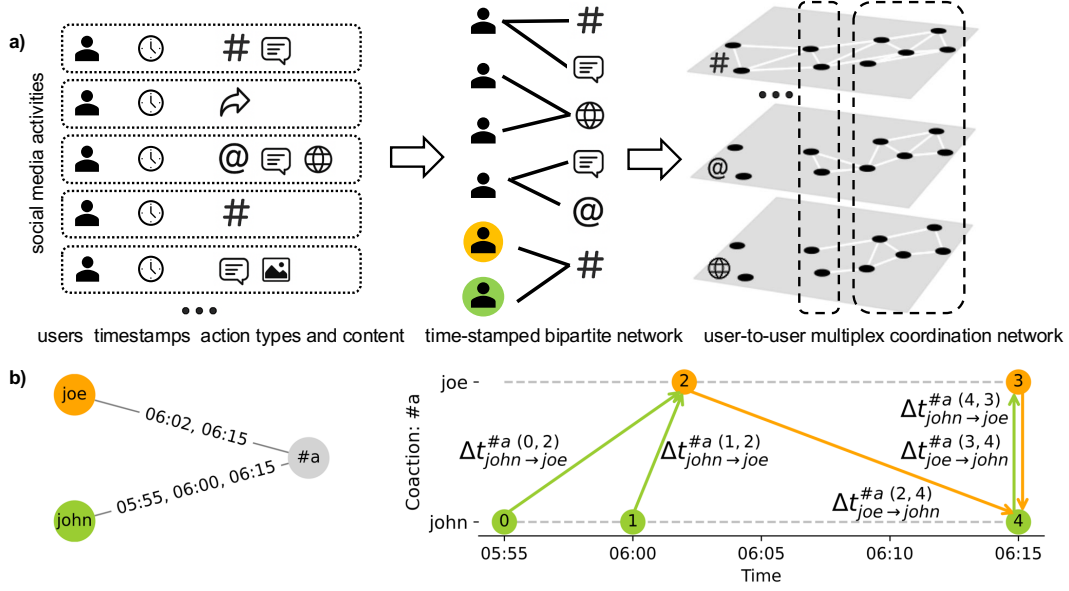 a)
social media activities
#
@
#
users timestamps action types and content
#
@
#
time-stamped bipartite network
#
@
user-to-user multiplex coordination network
b)
joe
06:02, 06:15
#a
05:55, 06:00, 06:15
john
Coaction: #a
joe
john
2
3
0
1
4
Δt^{#a (0, 2)}_{john→joe}
Δt^{#a (1, 2)}_{john→joe}
Δt^{#a (4, 3)}_{john→joe}
Δt^{#a (3, 4)}_{joe→john}
Δt^{#a (2, 4)}_{joe→john}
05:55 06:00 06:05 06:10 06:15
Time